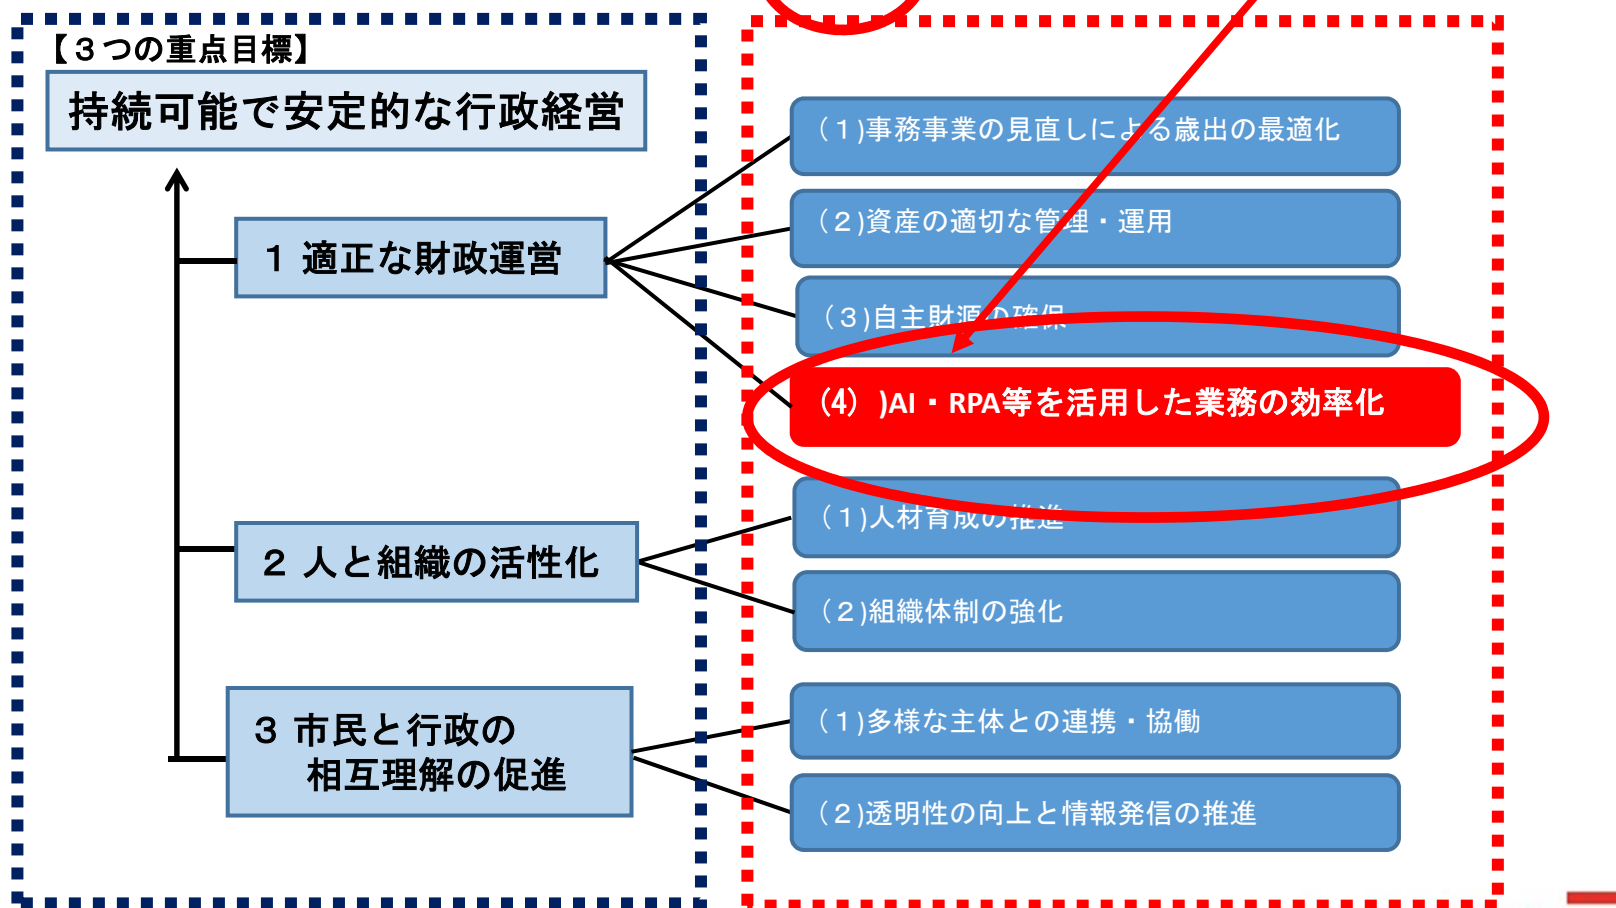 【３つの重点目標】
持続可能で安定的な行政経営
１ 適正な財政運営
（１)事務事業の見直しによる歳出の最適化
（２)資産の適切な管理・運用
（３)自主財源の確保
（4））AI・RPA等を活用した業務の効率化
２ 人と組織の活性化
（１)人材育成の推進
（２)組織体制の強化
３ 市民と行政の
相互理解の促進
（１)多様な主体との連携・協働
（２)透明性の向上と情報発信の推進